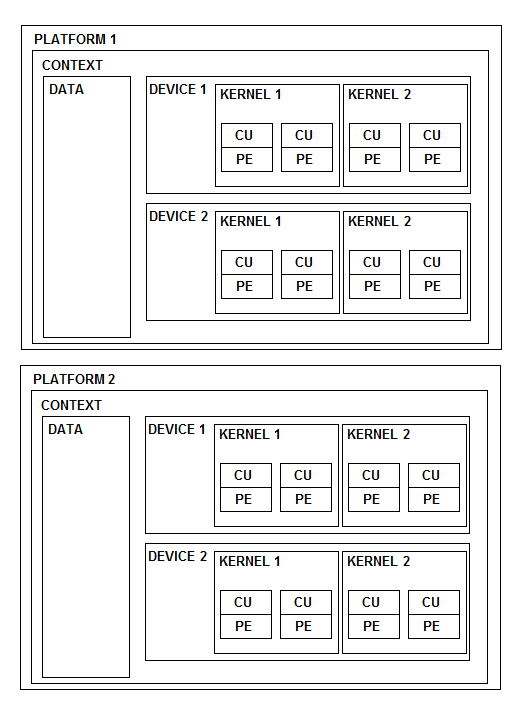 PLATFORM 1
CONTEXT
DATA
DEVICE 1
KERNEL 1
KERNEL 2
CU CU CU CU
PE PE PE PE
DEVICE 2
KERNEL 1
KERNEL 2
CU CU CU CU
PE PE PE PE
PLATFORM 2
CONTEXT
DATA
DEVICE 1
KERNEL 1
KERNEL 2
CU CU CU CU
PE PE PE PE
DEVICE 2
KERNEL 1
KERNEL 2
CU CU CU CU
PE PE PE PE